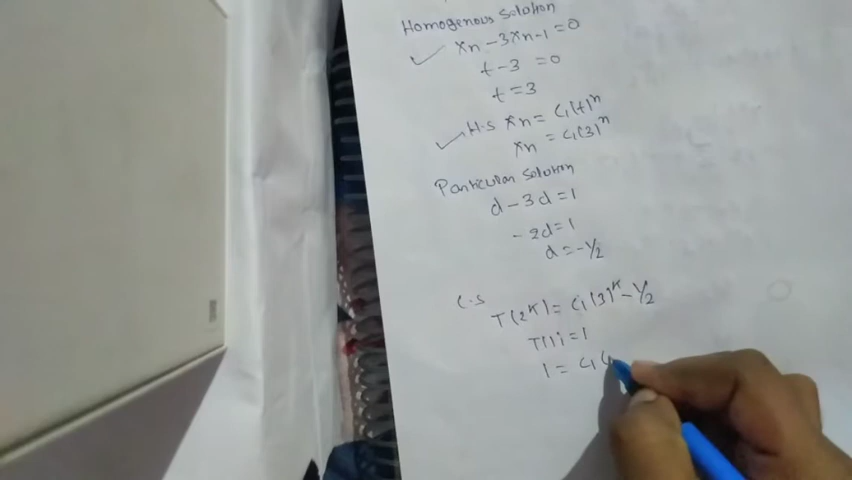 Homogenous Solution
xn - 3xn-1 = 0
t - 3 = 0
t = 3
H.S xn = C1(t)^n
xn = C1(3)^n
Particular Solution
d - 3d = 1
- 2d = 1
d = -1/2
C.S
T(2^K) = C1(3)^K - 1/2
T(1) = 1
1 = C1(